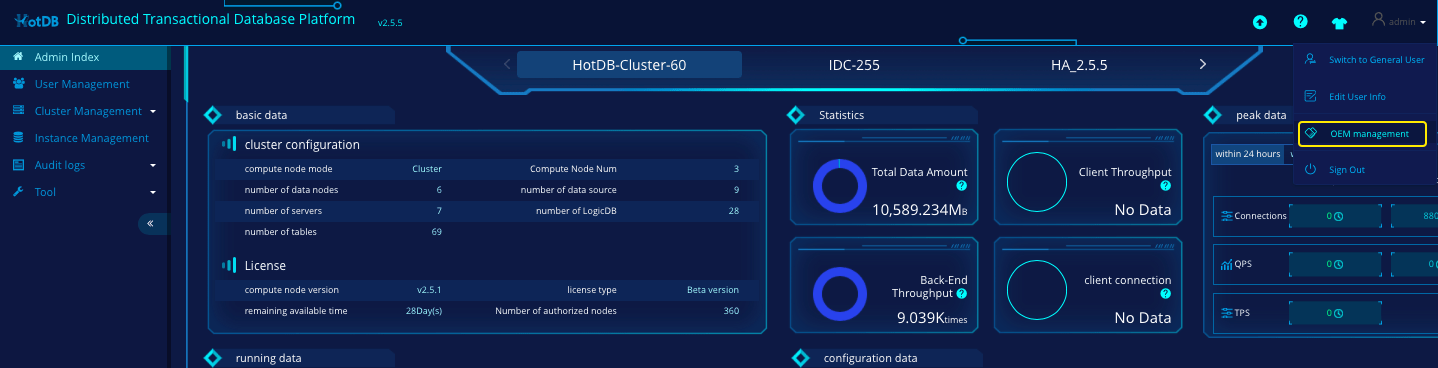 HotDB Distributed Transactional Database Platform v2.5.5
admin
Admin Index
User Management
Cluster Management
Instance Management
Audit logs
Tool
HotDB-Cluster-60
IDC-255
HA_2.5.5
Switch to General User
Edit User Info
OEM management
Sign Out
basic data
cluster configuration
compute node mode Cluster Compute Node Num 3
number of data nodes 6 number of data source 9
number of servers 7 number of LogicDB 28
number of tables 69
License
compute node version v2.5.1 license type Beta version
remaining available time 28Day(s) Number of authorized nodes 360
Statistics
Total Data Amount
10,589.234MB
Client Throughput
No Data
Back-End
Throughput
9.039Ktimes
client connection
No Data
peak data
within 24 hours
Connections 0 880
QPS 0 0
TPS 0
running data
configuration data